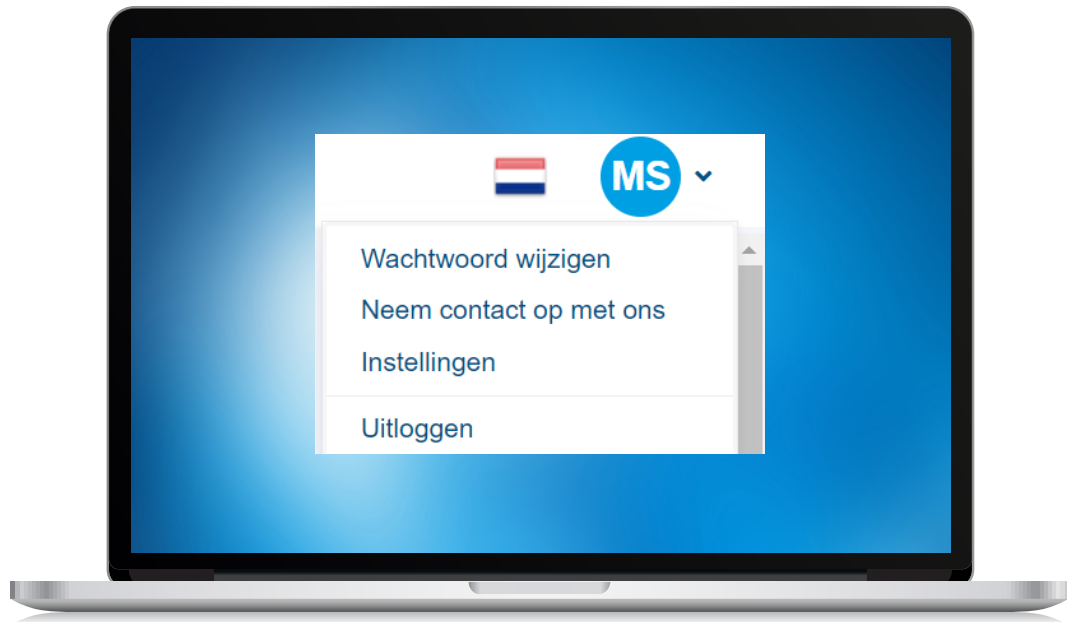 MS
Wachtwoord wijzigen
Neem contact op met ons
Instellingen
Uitloggen